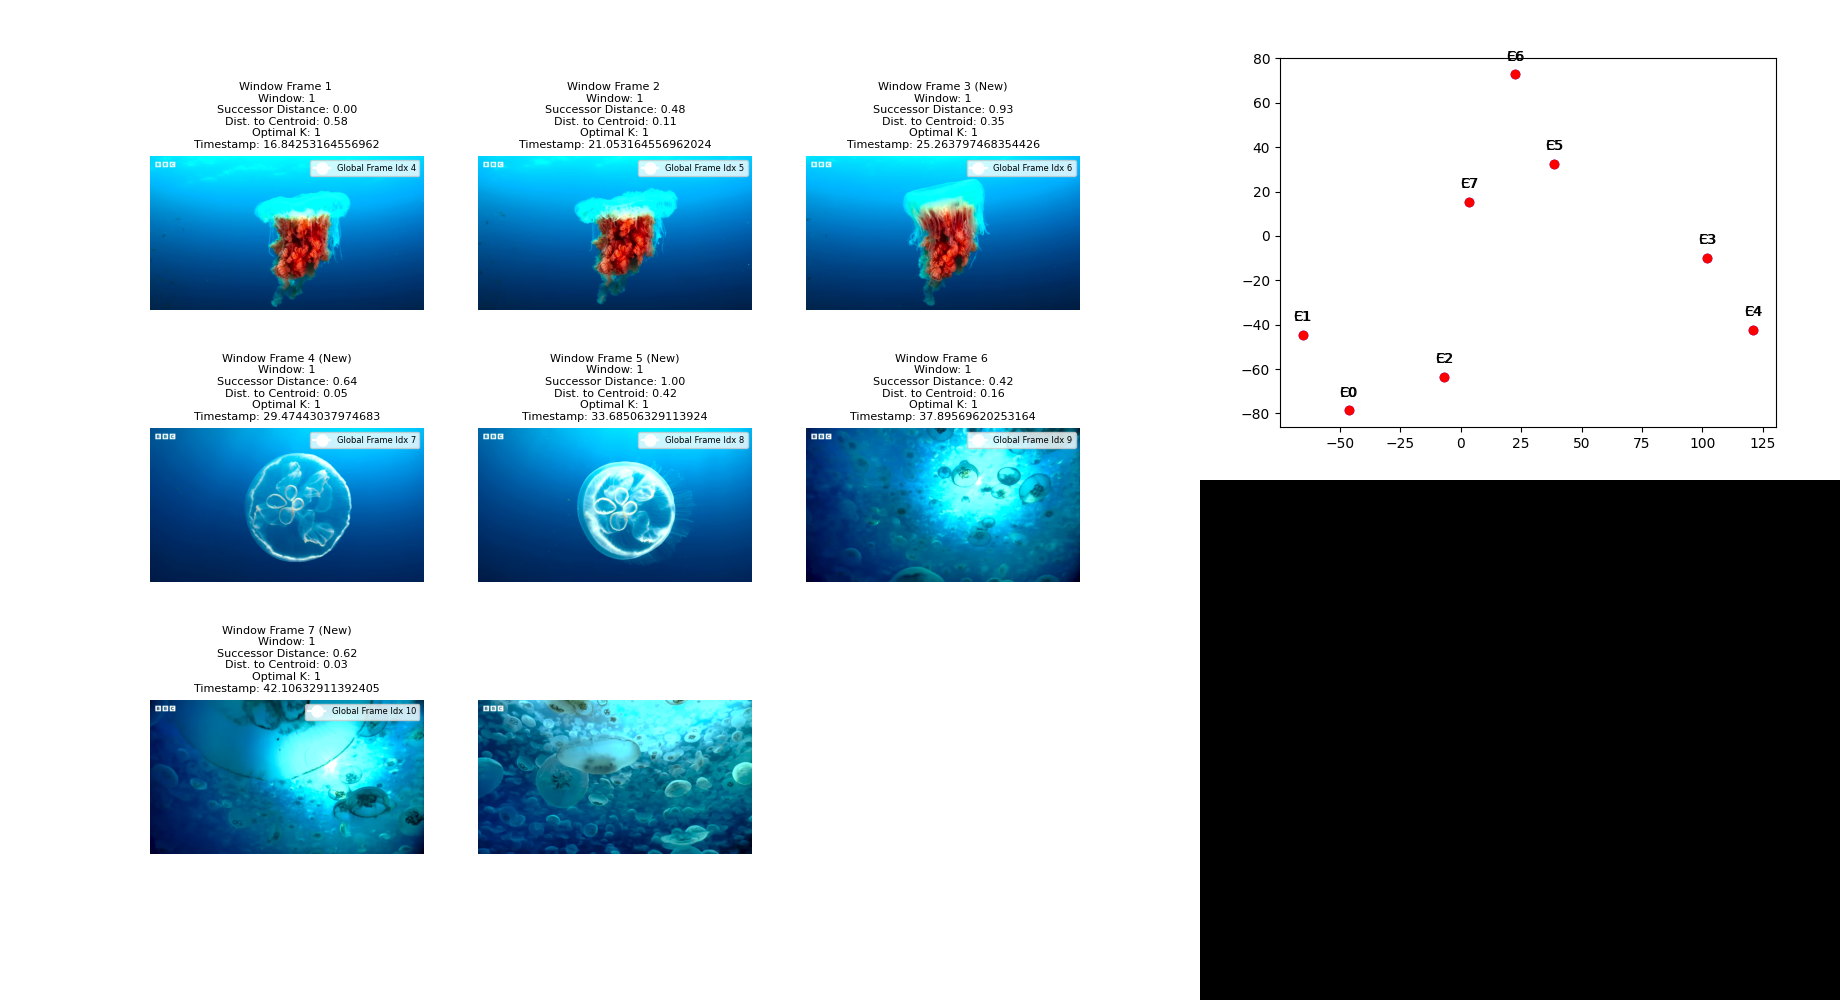 Window Frame 1
Window: 1
Successor Distance: 0.00
Dist. to Centroid: 0.58
Optimal K: 1
Timestamp: 16.84253164556962
BBC
Global Frame Idx 4
Window Frame 2
Window: 1
Successor Distance: 0.48
Dist. to Centroid: 0.11
Optimal K: 1
Timestamp: 21.053164556962024
BBC
Global Frame Idx 5
Window Frame 3 (New)
Window: 1
Successor Distance: 0.93
Dist. to Centroid: 0.35
Optimal K: 1
Timestamp: 25.263797468354426
BBC
Global Frame Idx 6
Window Frame 4 (New)
Window: 1
Successor Distance: 0.64
Dist. to Centroid: 0.05
Optimal K: 1
Timestamp: 29.47443037974683
BBC
Global Frame Idx 7
Window Frame 5 (New)
Window: 1
Successor Distance: 1.00
Dist. to Centroid: 0.42
Optimal K: 1
Timestamp: 33.68506329113924
BBC
Global Frame Idx 8
Window Frame 6
Window: 1
Successor Distance: 0.42
Dist. to Centroid: 0.16
Optimal K: 1
Timestamp: 37.89569620253164
BBC
Global Frame Idx 9
Window Frame 7 (New)
Window: 1
Successor Distance: 0.62
Dist. to Centroid: 0.03
Optimal K: 1
Timestamp: 42.10632911392405
BBC
Global Frame Idx 10
BBC
80
60
40
20
0
−20
−40
−60
−80
−50
−25
0
25
50
75
100
125